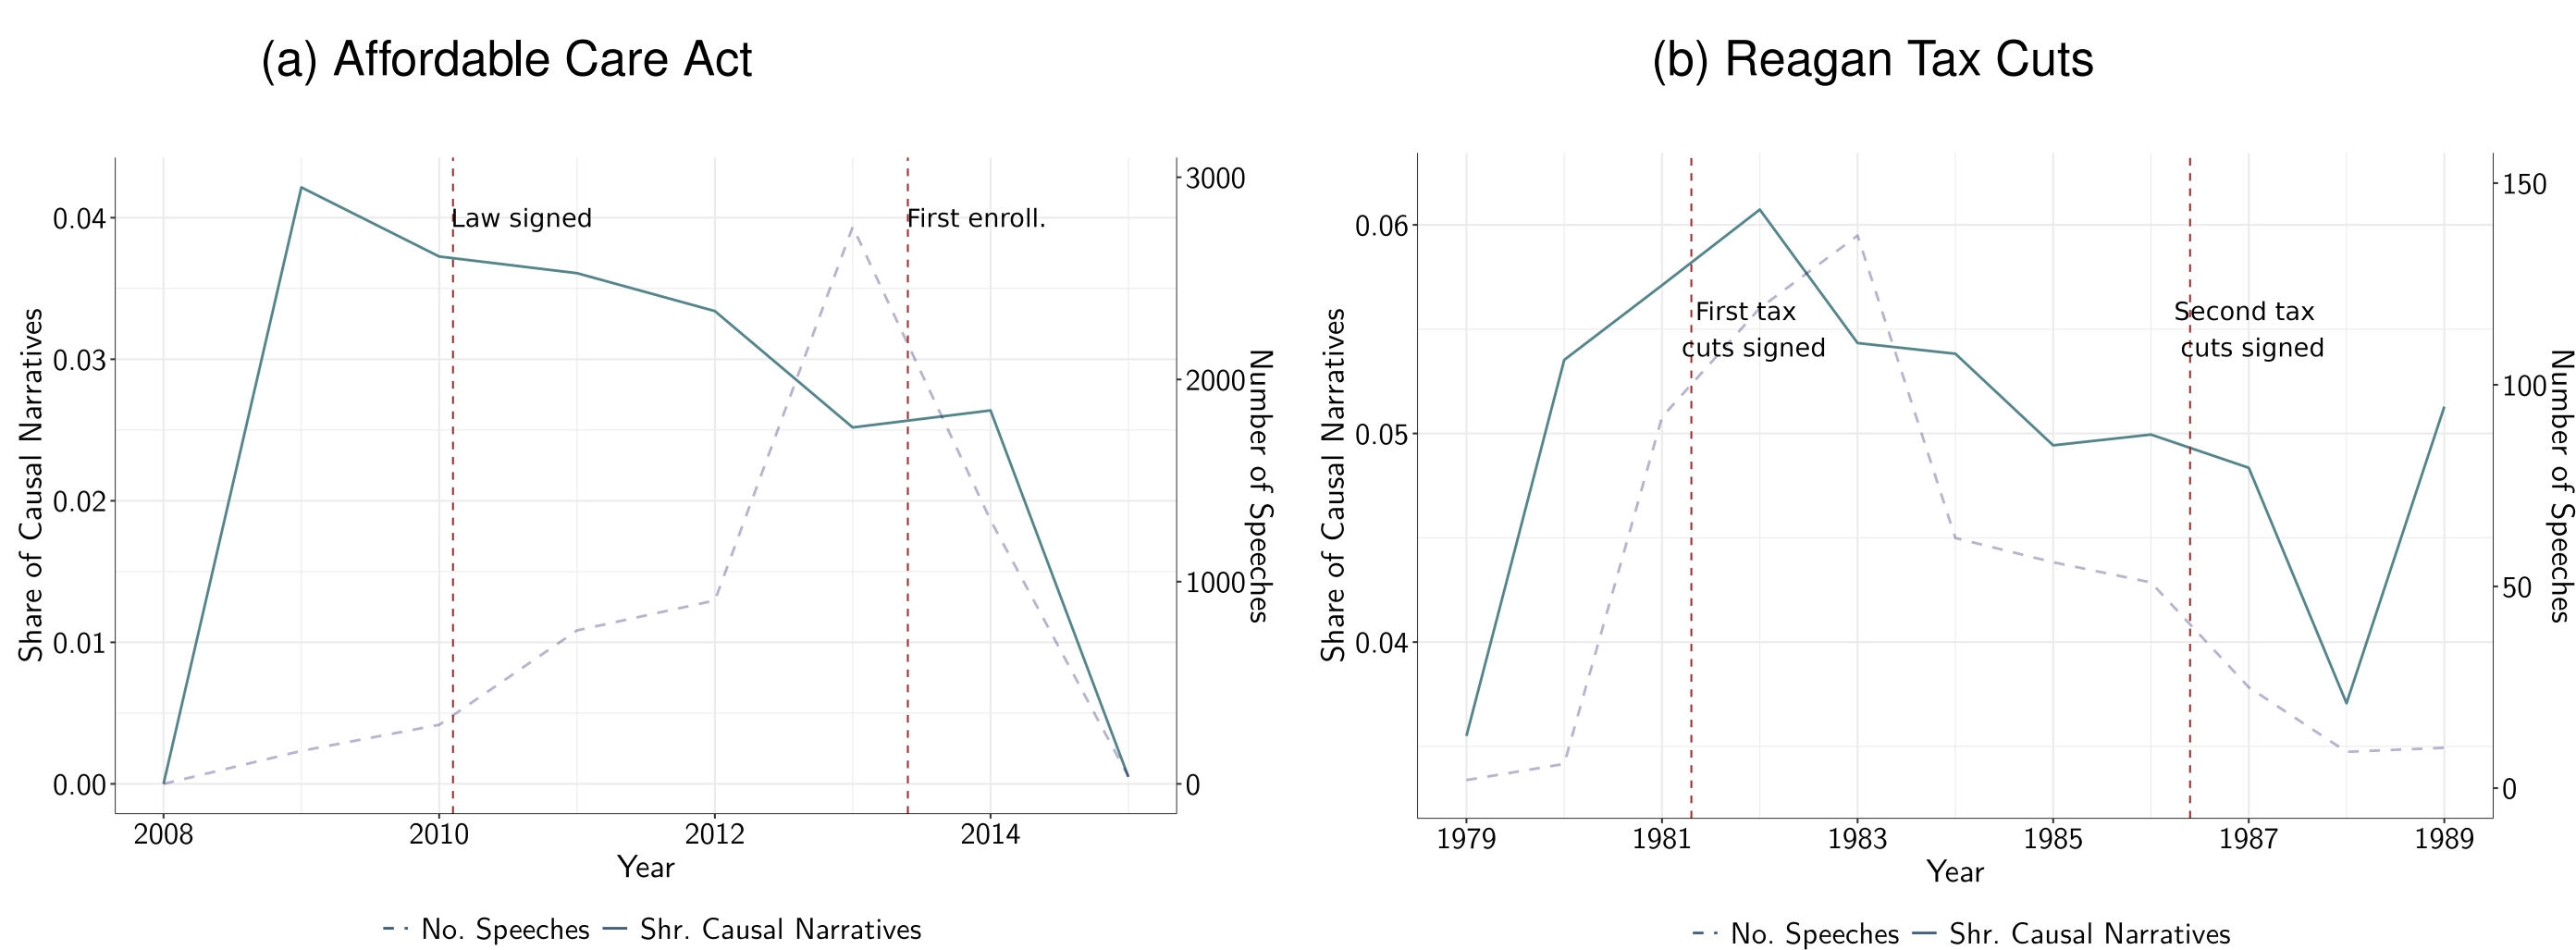 (a) Affordable Care Act
Share of Causal Narratives
0.04
0.03
0.02
0.01
0.00
Law signed
First enroll.
3000
2000
1000
0
Number of Speeches
2008
2010
2012
2014
Year
No. Speeches
Shr. Causal Narratives
(b) Reagan Tax Cuts
Share of Causal Narratives
0.06
0.05
0.04
First tax
cuts signed
Second tax
cuts signed
150
100
50
0
Number of Speeches
1979
1981
1983
1985
1987
1989
Year
No. Speeches
Shr. Causal Narratives